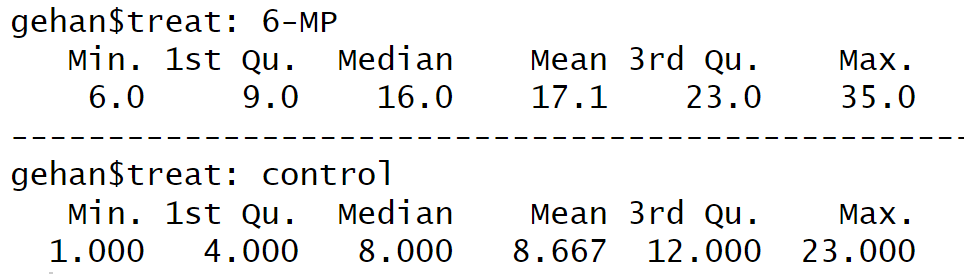 gehan$treat: 6-MP
   Min. 1st Qu.  Median    Mean 3rd Qu.    Max.
    6.0     9.0    16.0    17.1    23.0    35.0
--------------------------------------------------
gehan$treat: control
   Min. 1st Qu.  Median    Mean 3rd Qu.    Max.
  1.000   4.000   8.000   8.667  12.000  23.000